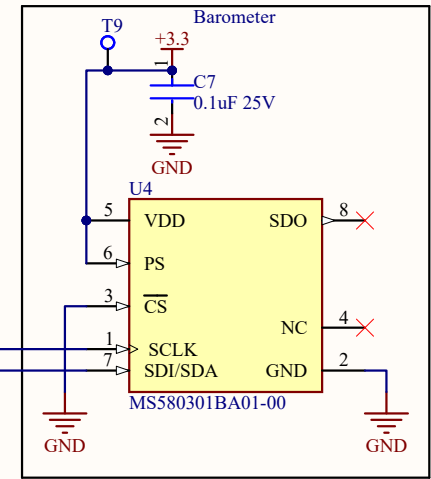 Barometer
T9
+3.3
1
C7
0.1uF 25V
2
GND
U4
5 VDD SDO 8
6 PS
3 CS
NC 4
1 SCLK
7 SDI/SDA GND 2
MS580301BA01-00
GND GND